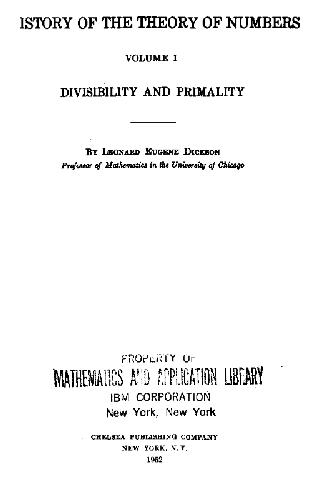 ISTORY OF THE THEORY OF NUMBERS
VOLUME I
DIVISIBILITY AND PRIMALITY
BY LEONARD EUGENE DICKSON
Professor of Mathematics in the University of Chicago
PROPERTY OF
MATHEMATICS AND APPLICATION LIBRARY
IBM CORPORATION
New York, New York
CHELSEA PUBLISHING COMPANY
NEW YORK, N.Y.
1952